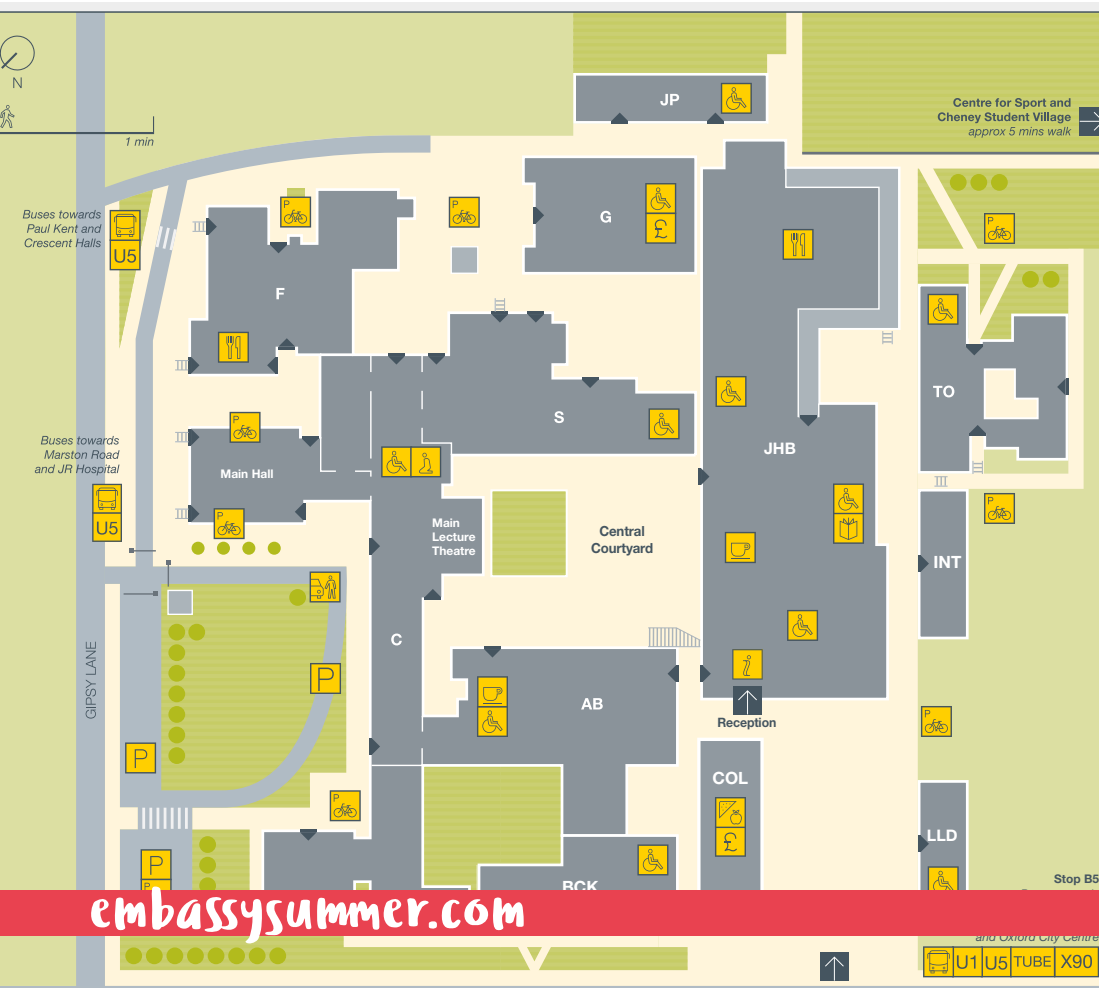 N
1 min
JP
Centre for Sport and
Cheney Student Village
approx 5 mins walk
Buses towards
Paul Kent and
Crescent Halls
U5
P
P
G
£
P
F
S
TO
JHB
P
Main Hall
Buses towards
Marston Road
and JR Hospital
U5
P
P
Main
Lecture
Theatre
Central
Courtyard
INT
GIPSY LANE
C
P
i
AB
Reception
P
P
COL
P
£
LLD
P
P
BCK
Stop B5
embassysummer.com
and Oxford City Centre
U1
U5
TUBE
X90